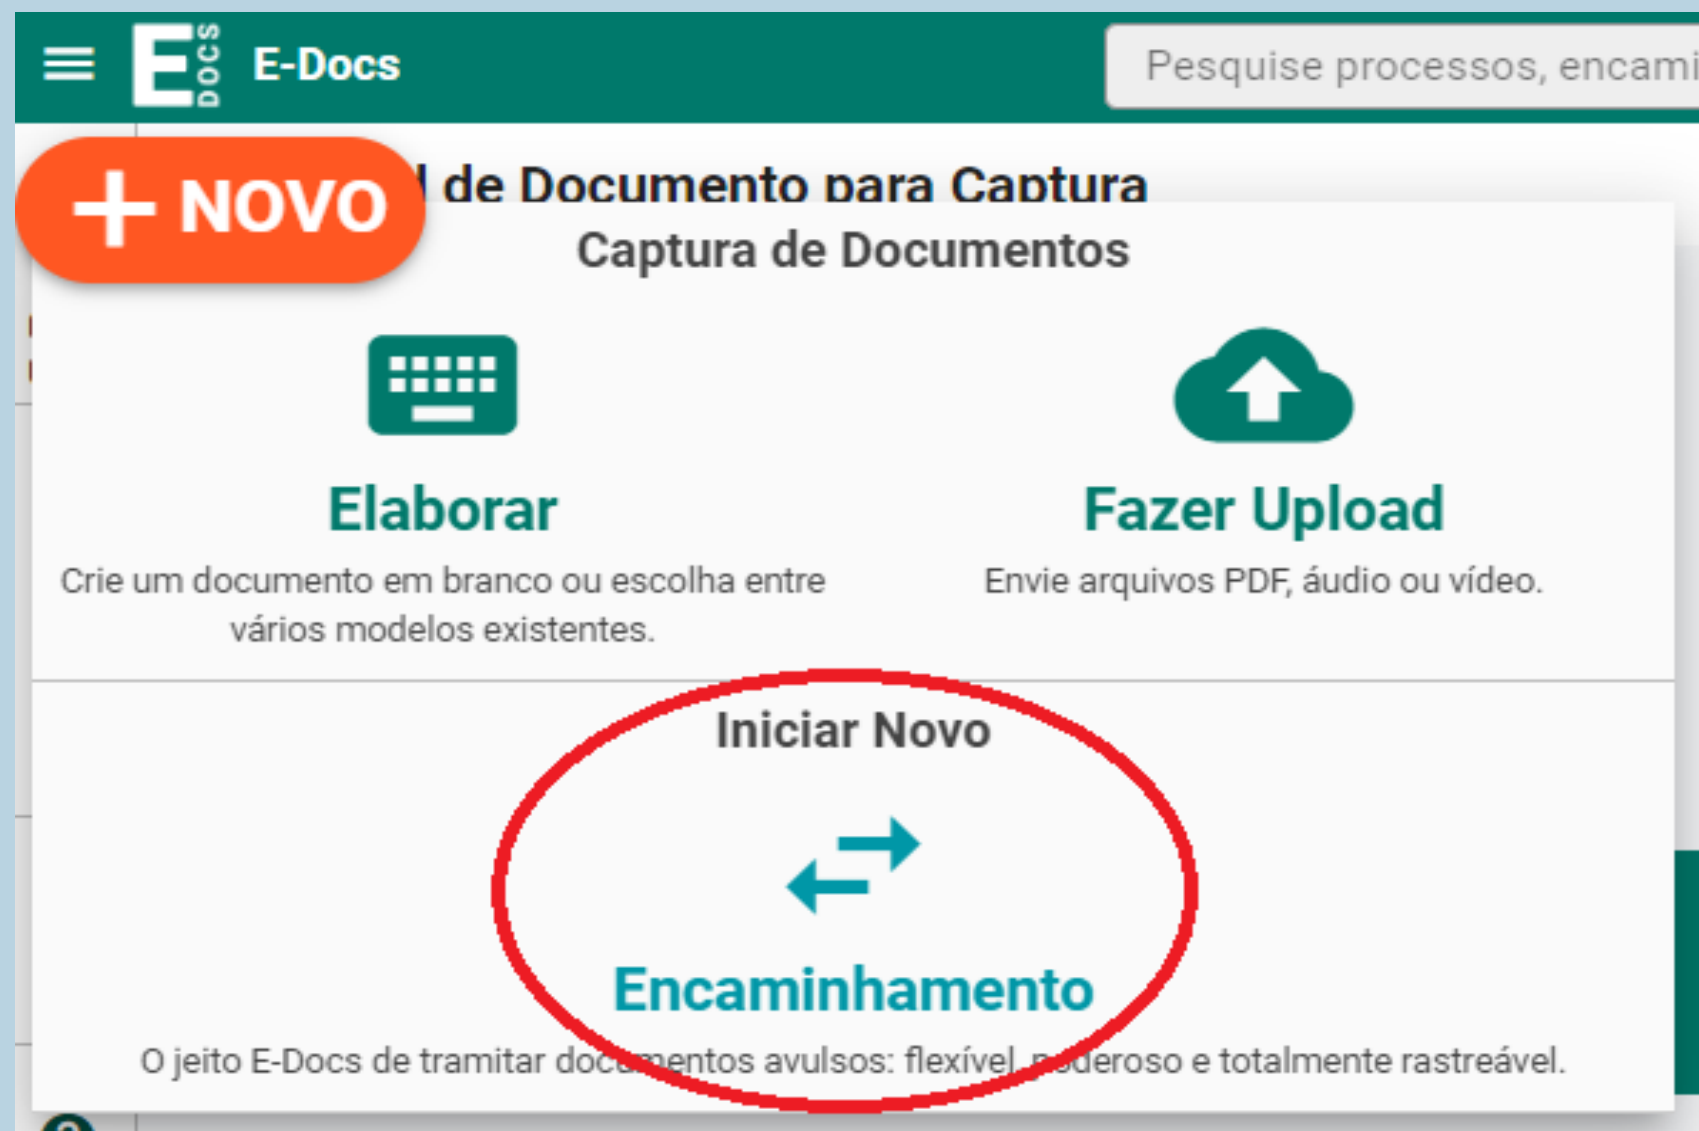 E DOCS E-Docs
Pesquise processos, encami
+ NOVO
de Documento para Captura
Captura de Documentos
Elaborar
Crie um documento em branco ou escolha entre
vários modelos existentes.
Fazer Upload
Envie arquivos PDF, áudio ou vídeo.
Iniciar Novo
Encaminhamento
O jeito E-Docs de tramitar documentos avulsos: flexível, poderoso e totalmente rastreável.